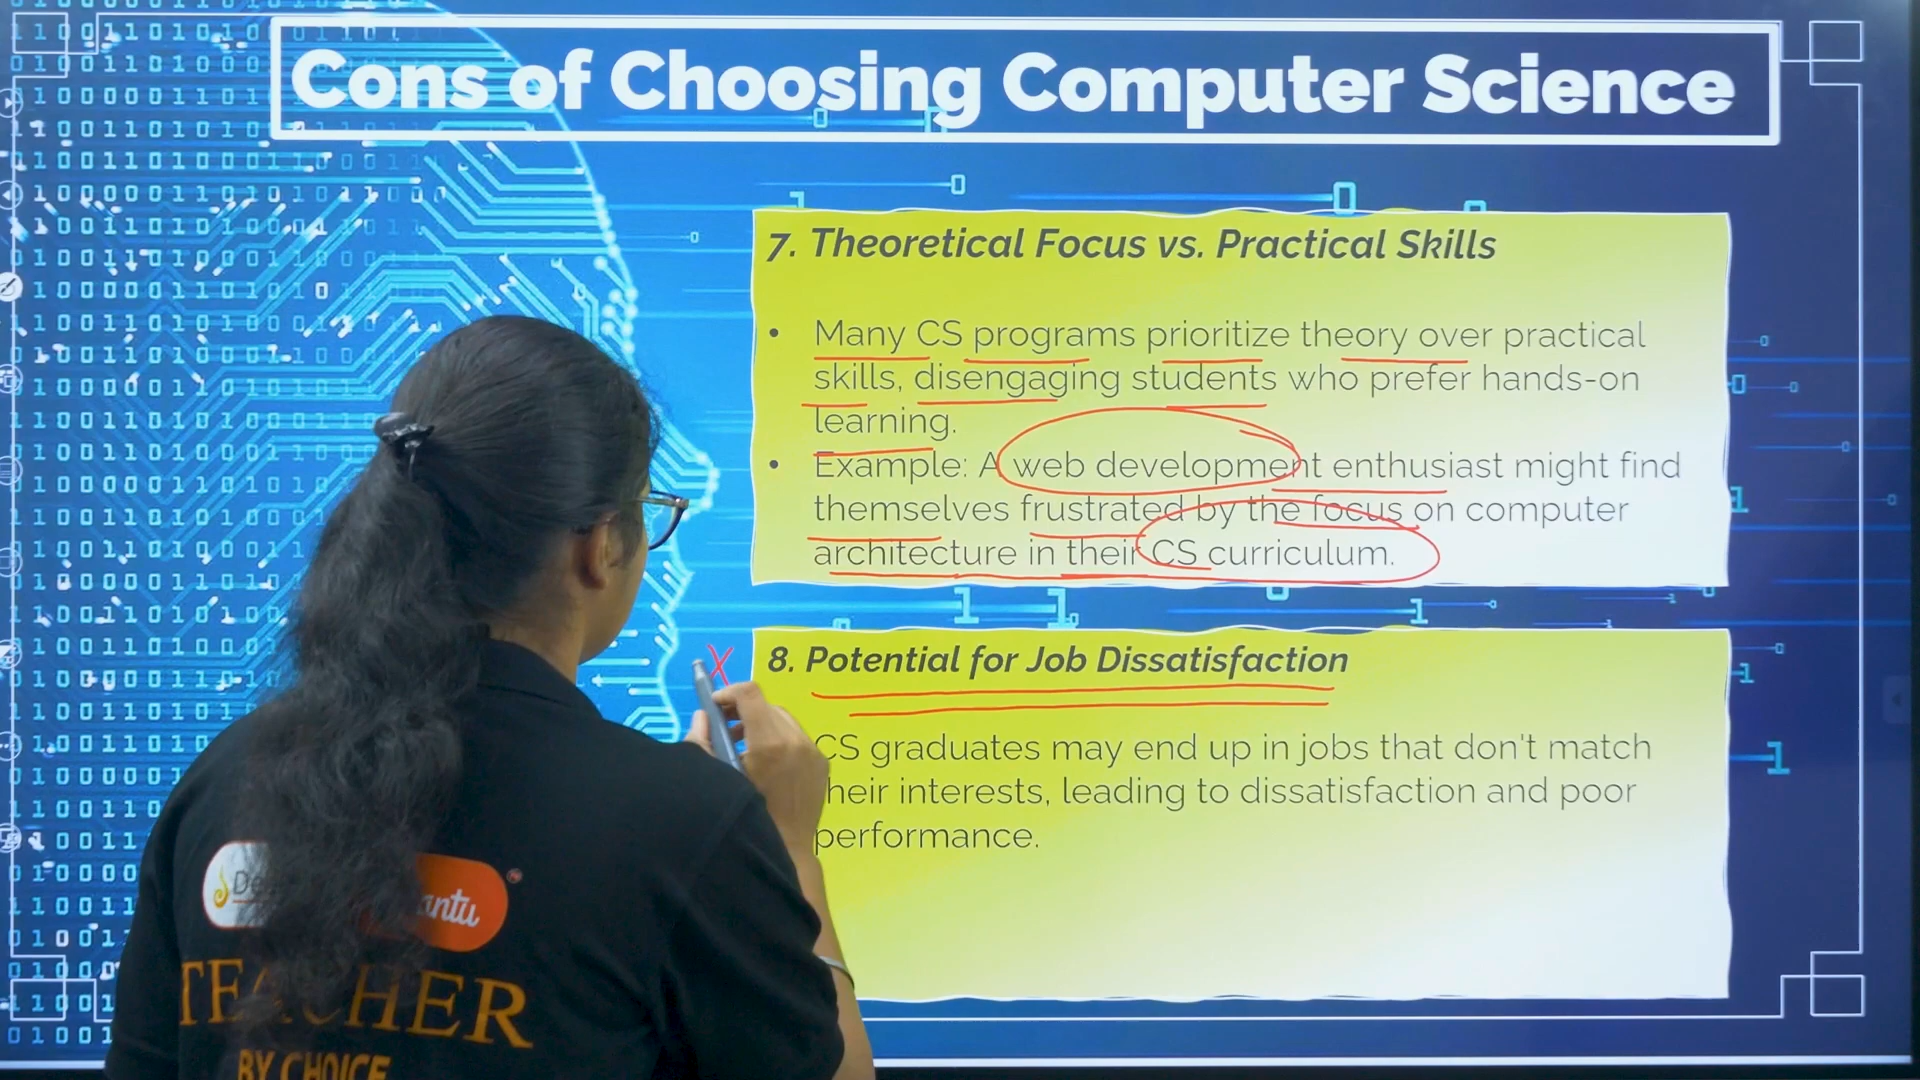 Cons of Choosing Computer Science
7. Theoretical Focus vs. Practical Skills
• Many CS programs prioritize theory over practical
skills, disengaging students who prefer hands-on
learning.
• Example: A web development enthusiast might find
themselves frustrated by the focus on computer
architecture in their CS curriculum.
X
8. Potential for Job Dissatisfaction
CS graduates may end up in jobs that don't match
heir interests, leading to dissatisfaction and poor
performance.
De
antu
TEACHER
BY CHOICE